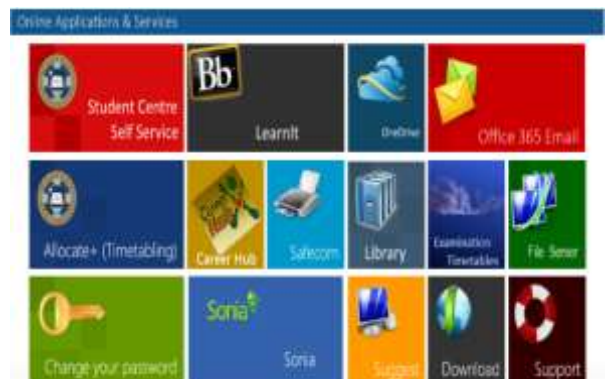 Online Applications & Services
Student Centre
Self Service
Bb
LearnIt
OneDrive
Office 365 Email
Allocate+ (Timetabling)
Career Hub
Safecom
Library
Examination
Timetables
File Server
Change your password
Sonia
Sonia
Suggest
Download
Support